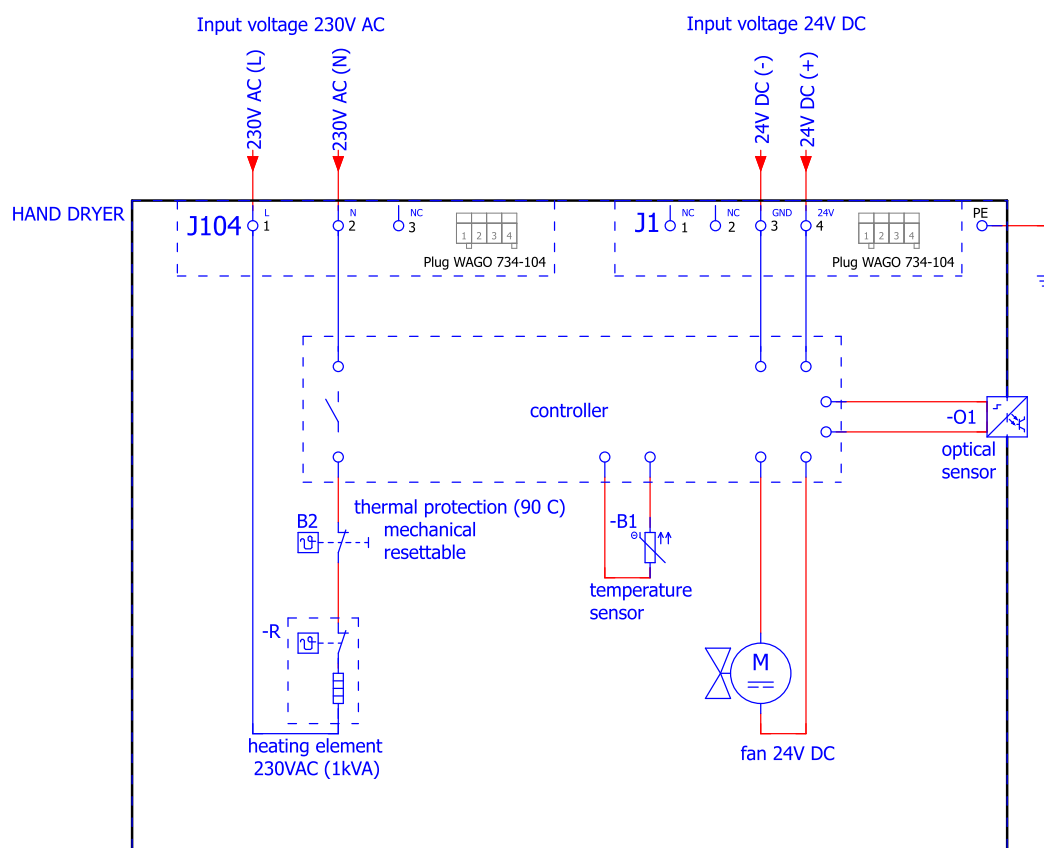 Input voltage 230V AC
Input voltage 24V DC
230V AC (L)
230V AC (N)
24V DC (-)
24V DC (+)
HAND DRYER
J104
L
1
N
2
NC
3
1 2 3 4
Plug WAGO 734-104
J1
NC
1
NC
2
GND
3
24V
4
1 2 3 4
Plug WAGO 734-104
PE
controller
-O1
optical
sensor
thermal protection (90 C)
mechanical
resettable
B2
ϑ
-B1
temperature
sensor
-R
ϑ
M
heating element
230VAC (1kVA)
fan 24V DC